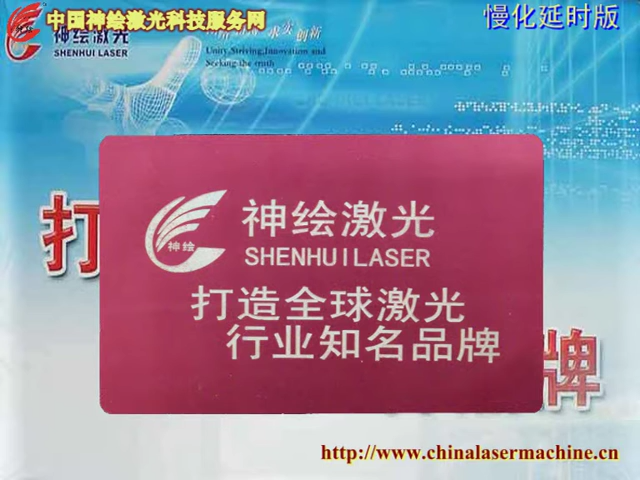 中国神绘激光科技服务网
慢化延时版
神绘激光
SHENHUI LASER
求实 创新
Unity,Striving,Innovation and
Seeking the truth
神绘
神绘激光
SHENHUILASER
打造全球激光
行业知名品牌
打
牌
http://www.chinalasermachine.cn